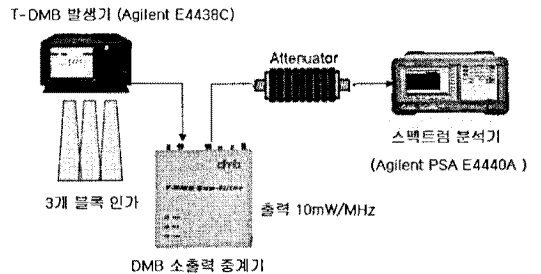 T-DMB 발생기 (Agilent E4438C)
Attenuator
스펙트럼 분석기
(Agilent PSA E4440A )
3개 블록 인가
출력 10mW/MHz
DMB 소출력 중계기